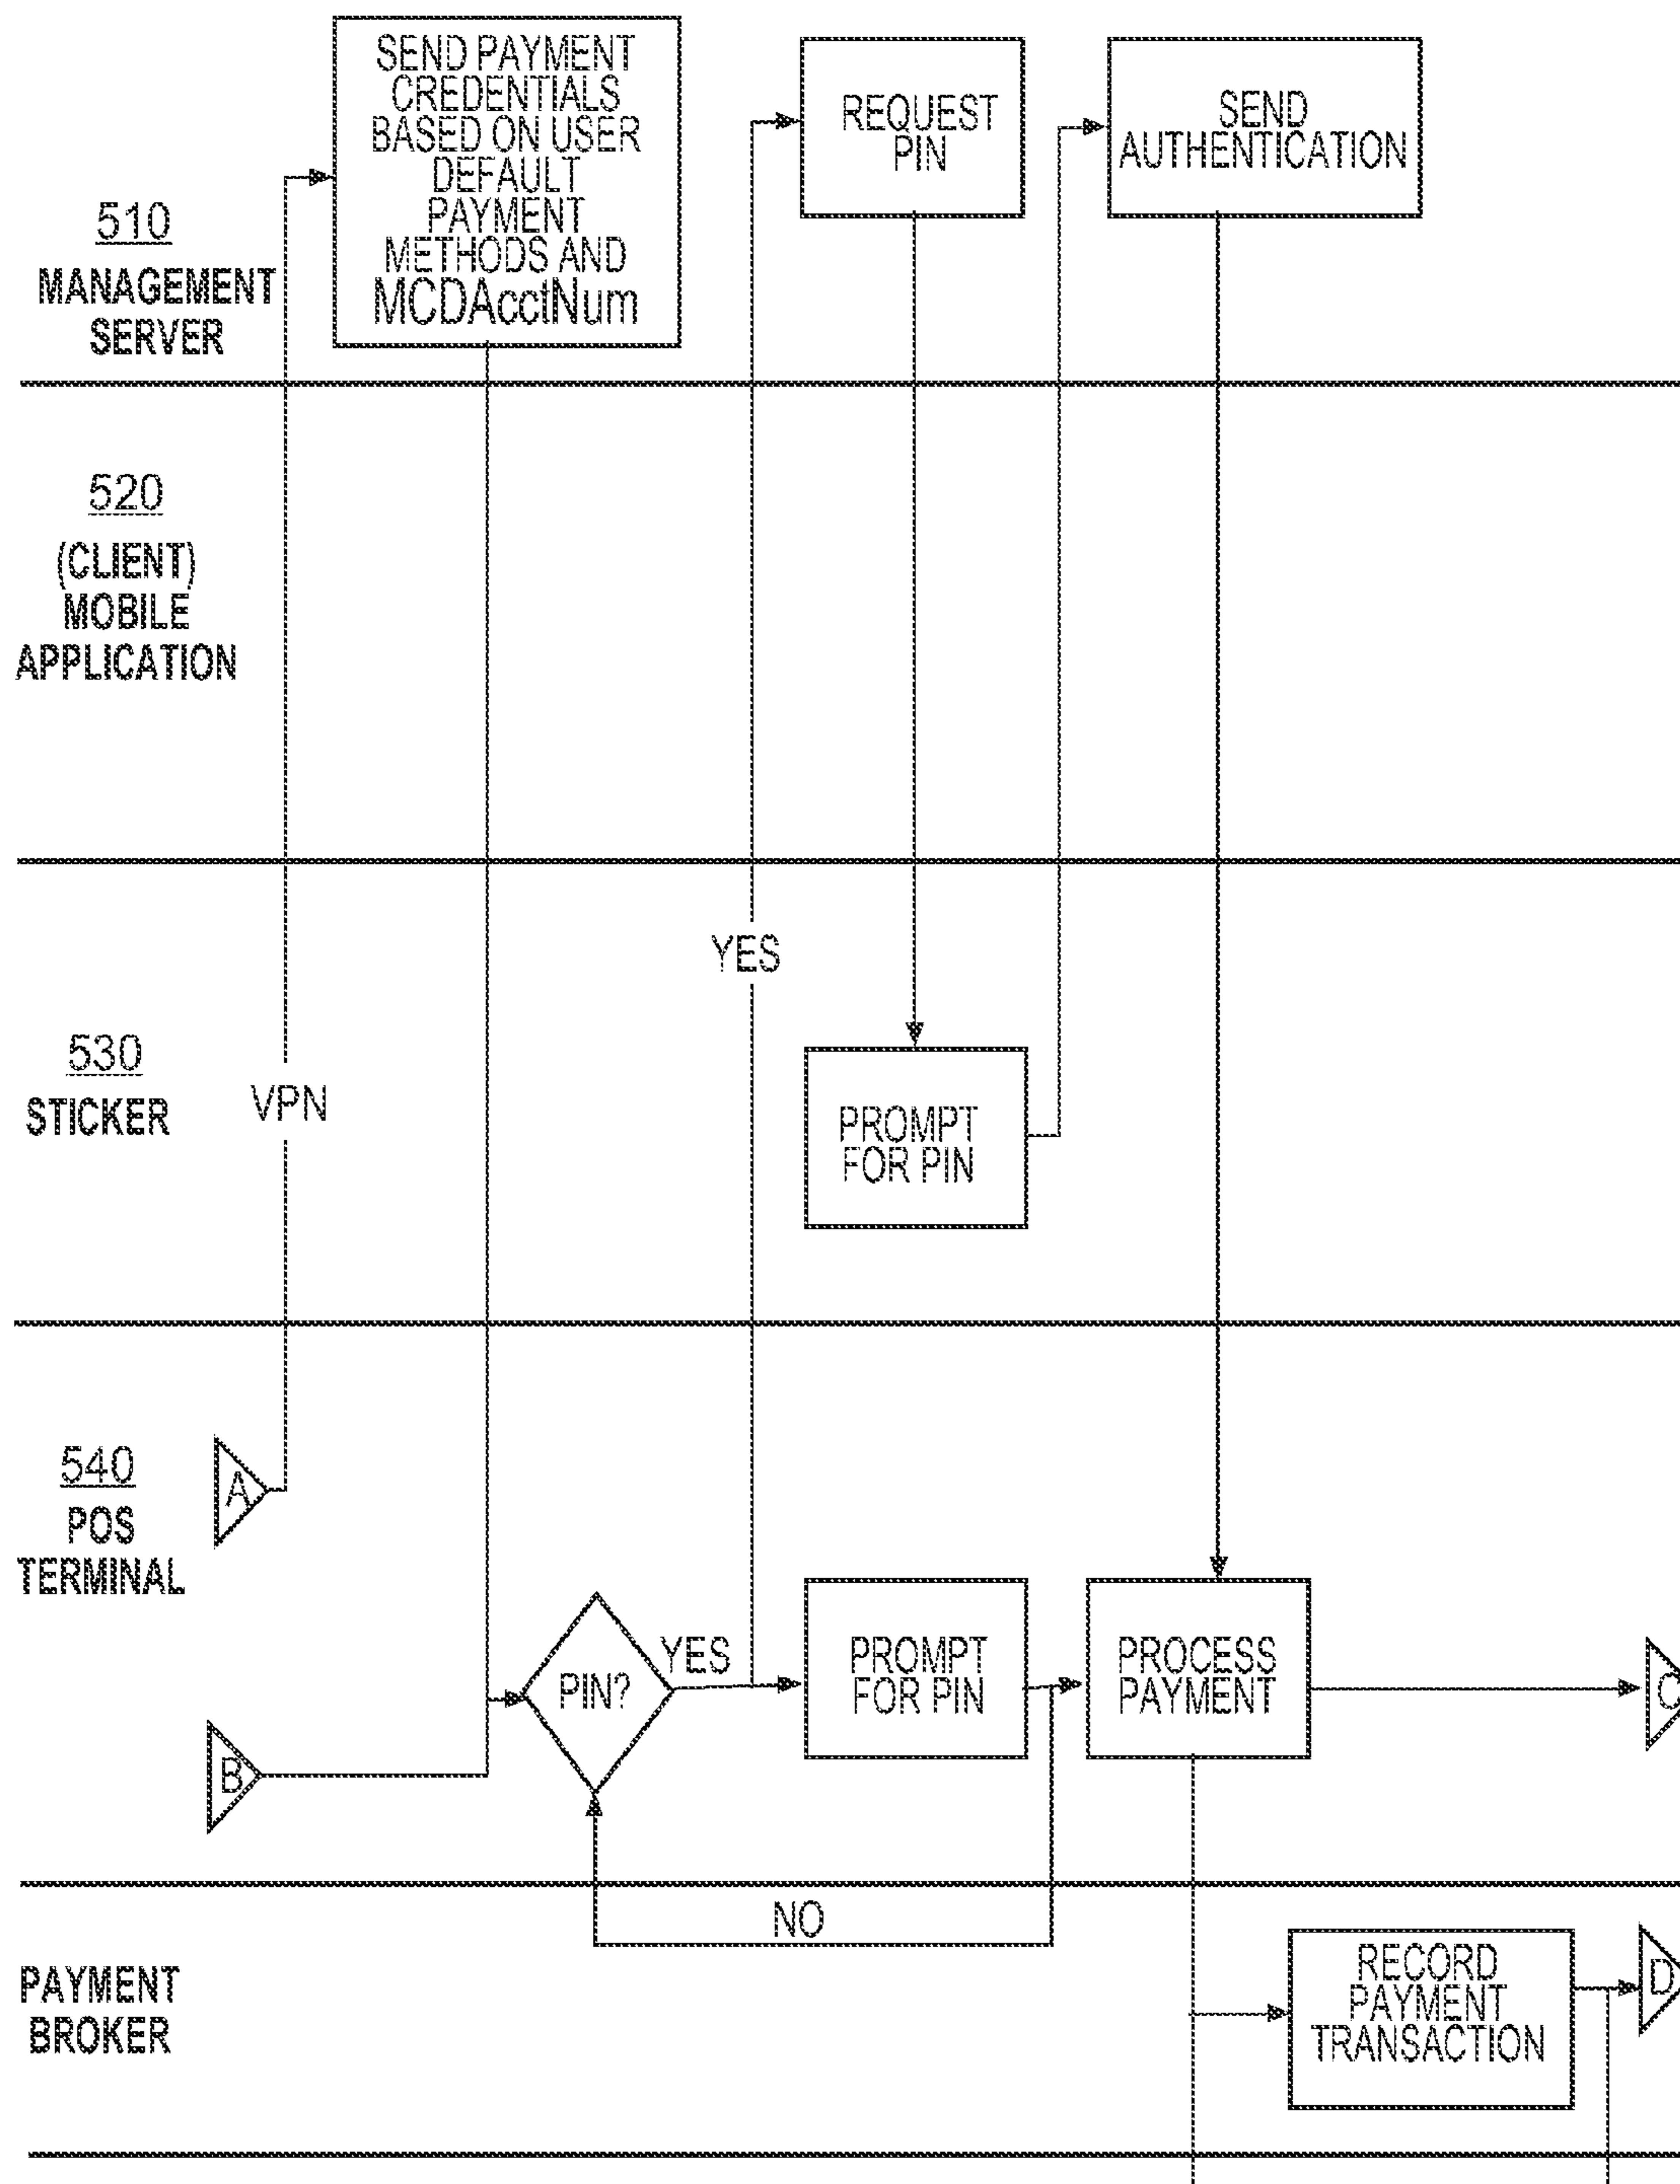 SEND PAYMENT
CREDENTIALS
BASED ON USER
DEFAULT
PAYMENT
METHODS AND
MCDAcctNum
REQUEST
PIN
SEND
AUTHENTICATION
510
MANAGEMENT
SERVER
520
(CLIENT)
MOBILE
APPLICATION
YES
530
STICKER
VPN
PROMPT
FOR PIN
540
POS
TERMINAL
A
B
PIN?
YES
PROMPT
FOR PIN
PROCESS
PAYMENT
C
NO
PAYMENT
BROKER
RECORD
PAYMENT
TRANSACTION
D